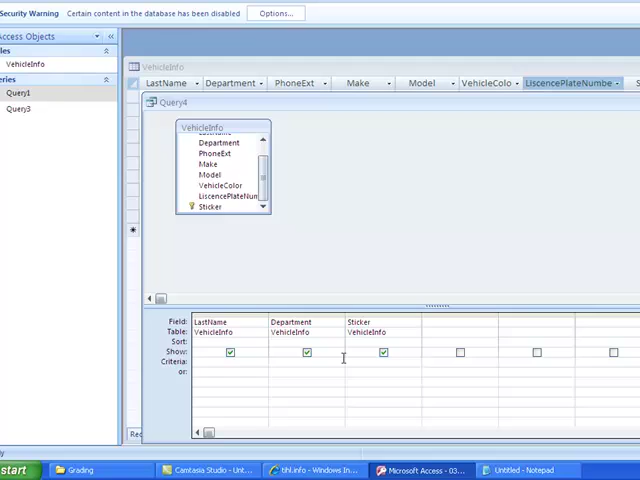 Security Warning Certain content in the database has been disabled Options...
Access Objects
VehicleInfo
LastName Department PhoneExt Make Model VehicleColo LiscencePlateNumbe S
Query4
VehicleInfo
Query1
Query3
VehicleInfo
Department
PhoneExt
Make
Model
VehicleColor
LiscencePlateNum
Sticker
Field: LastName Department Sticker
Table: VehicleInfo VehicleInfo VehicleInfo
Sort:
Show:
Criteria:
or:
Rec
start Grading Camtasia Studio - Unt... tihl.info - Windows In... Microsoft Access - 03... Untitled - Notepad